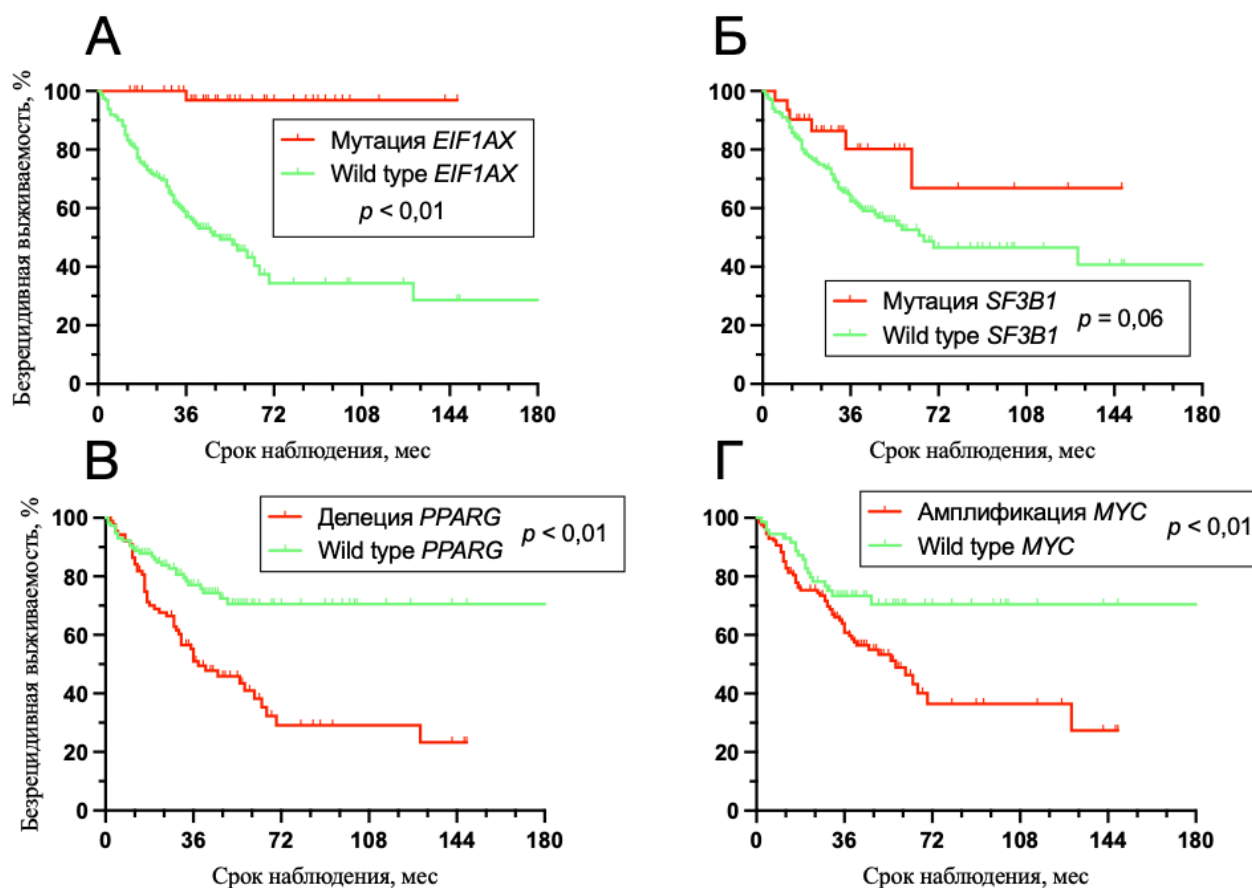 А
Безрецидивная выживаемость, %
100
80
60
40
20
0
Мутация EIF1AX
Wild type EIF1AX
p < 0,01
0 36 72 108 144 180
Срок наблюдения, мес
Б
100
80
60
40
20
0
Мутация SF3B1
Wild type SF3B1
p = 0,06
0 36 72 108 144 180
Срок наблюдения, мес
В
Безрецидивная выживаемость, %
100
80
60
40
20
0
Делеция PPARG
Wild type PPARG
p < 0,01
0 36 72 108 144 180
Срок наблюдения, мес
Г
100
80
60
40
20
0
Амплификация MYC
Wild type MYC
p < 0,01
0 36 72 108 144 180
Срок наблюдения, мес